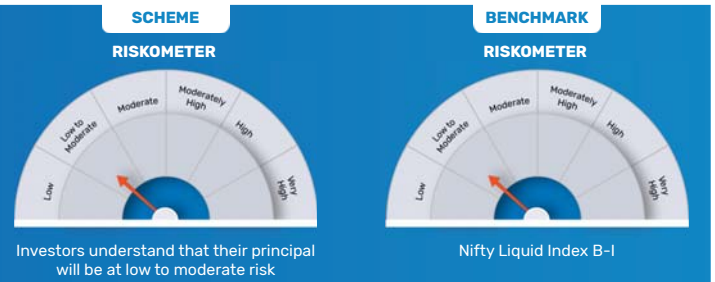 SCHEME
RISKOMETER
Low
Low to
Moderate
Moderate
Moderately
High
High
Very
High
Investors understand that their principal
will be at low to moderate risk
BENCHMARK
RISKOMETER
Low
Low to
Moderate
Moderate
Moderately
High
High
Very
High
Nifty Liquid Index B-I